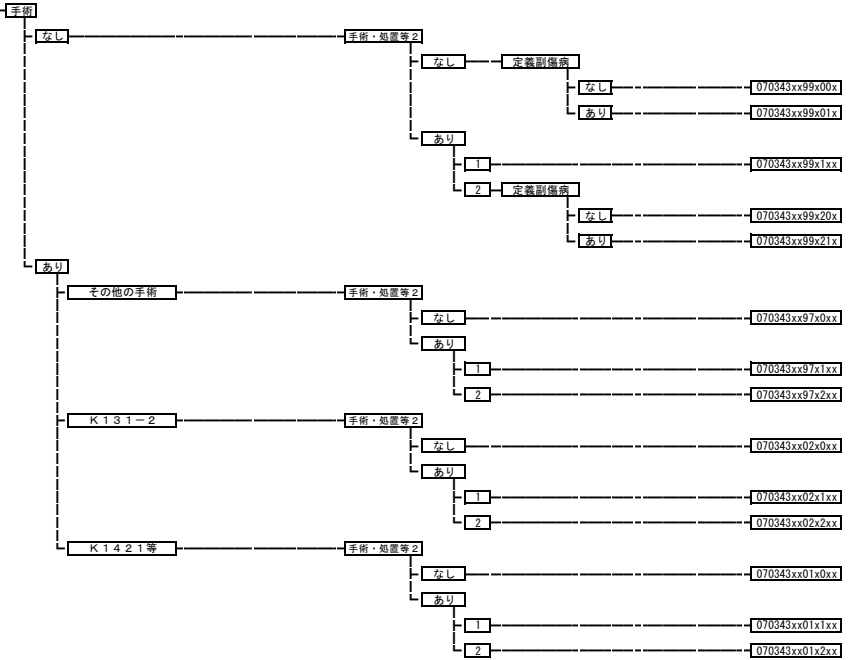 手術
なし 手術・処置等2
なし 定義副傷病
なし 070343xx99x00x
あり 070343xx99x01x
あり
1 070343xx99x1xx
2 定義副傷病
なし 070343xx99x20x
あり 070343xx99x21x
あり
その他の手術 手術・処置等2
なし 070343xx97x0xx
あり
1 070343xx97x1xx
2 070343xx97x2xx
K131-2 手術・処置等2
なし 070343xx02x0xx
あり
1 070343xx02x1xx
2 070343xx02x2xx
K1421等 手術・処置等2
なし 070343xx01x0xx
あり
1 070343xx01x1xx
2 070343xx01x2xx